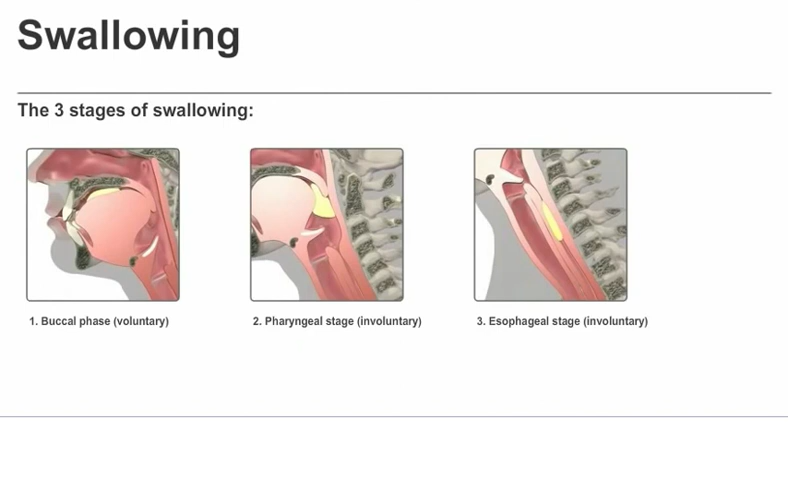 Swallowing
The 3 stages of swallowing:
1. Buccal phase (voluntary)
2. Pharyngeal stage (involuntary)
3. Esophageal stage (involuntary)